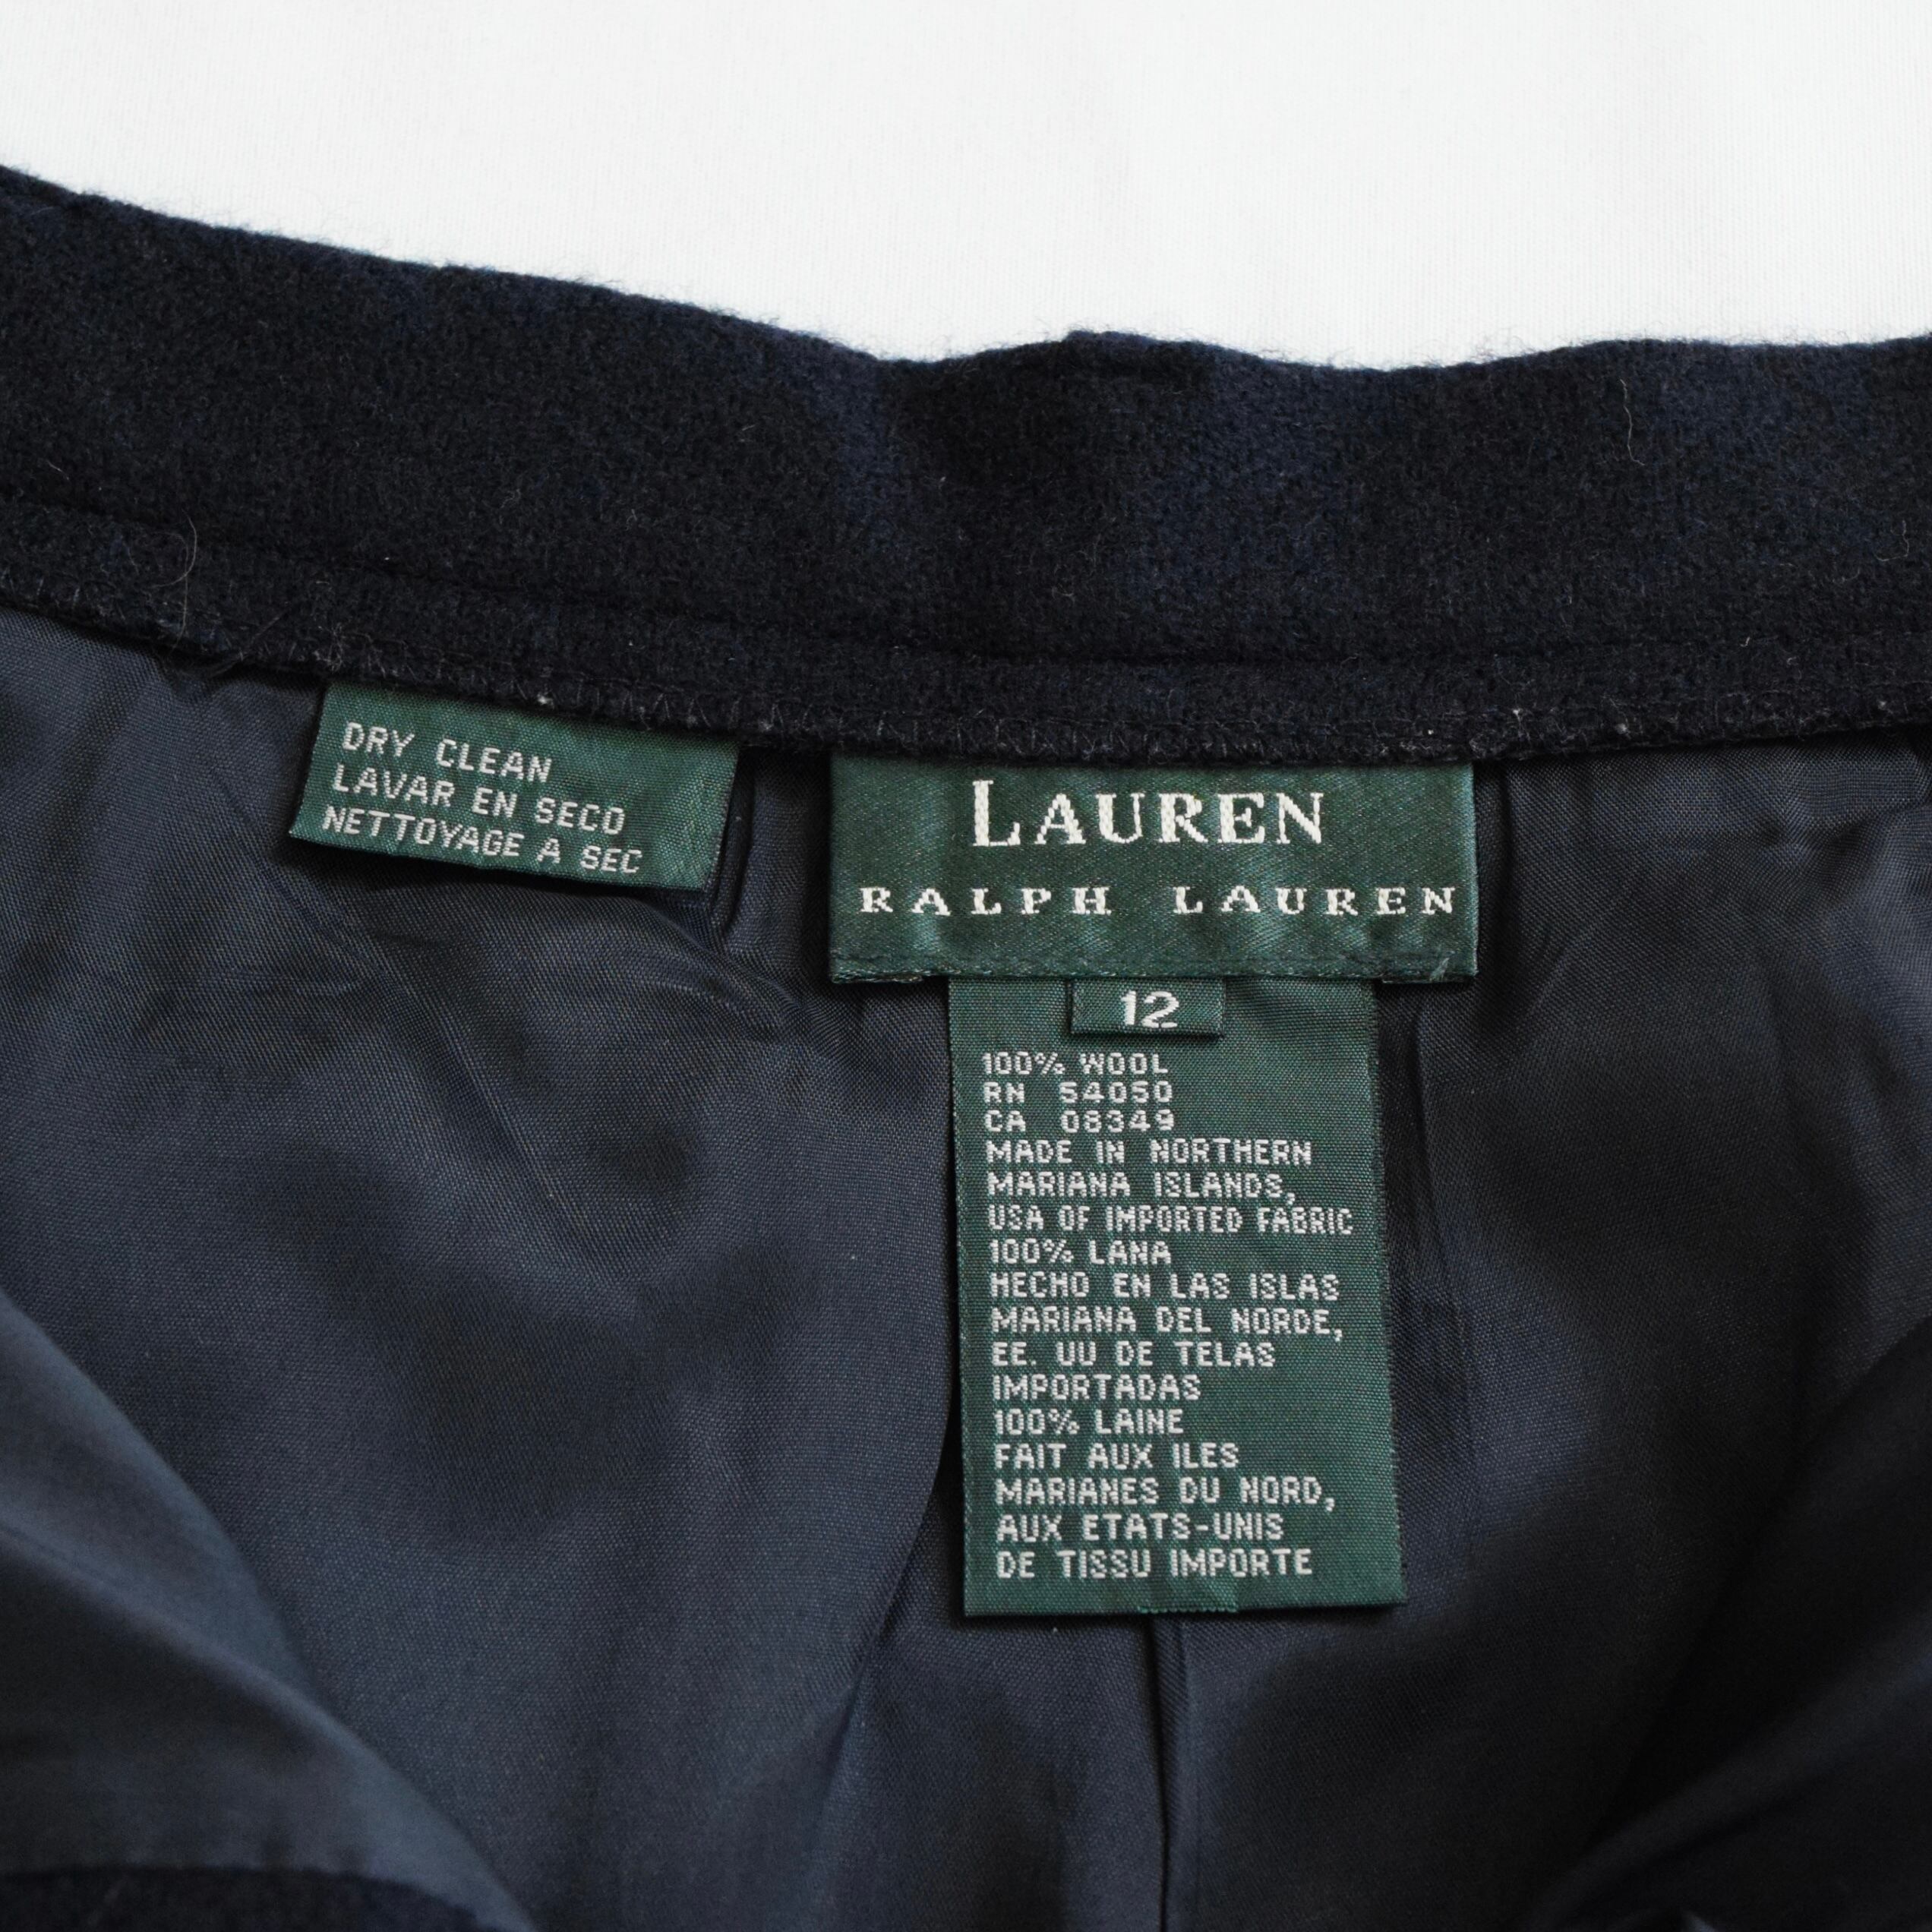 DRY CLEAN
LAVAR EN SECO
NETTOYAGE A SEC
LAUREN
RALPH LAUREN
12
100% WOOL
RN 54050
CA 08349
MADE IN NORTHERN
MARIANA ISLANDS,
USA OF IMPORTED FABRIC
100% LANA
HECHO EN LAS ISLAS
MARIANA DEL NORDE,
EE. UU DE TELAS
IMPORTADAS
100% LAINE
FAIT AUX ILES
MARIANES DU NORD,
AUX ETATS-UNIS
DE TISSU IMPORTE